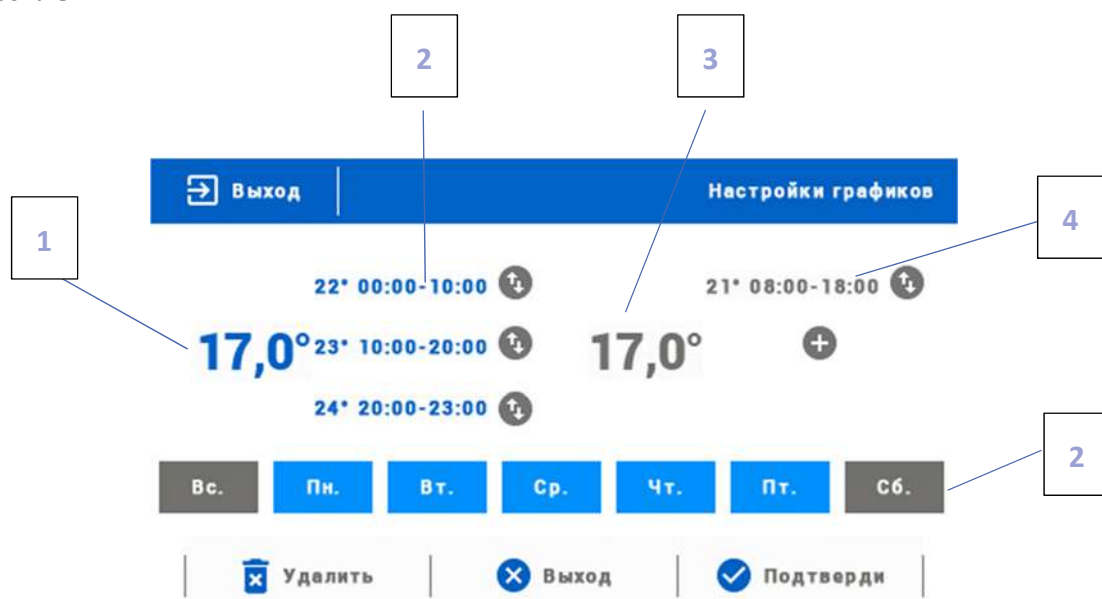 2
3
Выход
Настройки графиков
4
1
22° 00:00-10:00
21° 08:00-18:00
17,0°
23° 10:00-20:00
17,0°
24° 20:00-23:00
Вс.
Пн.
Вт.
Ср.
Чт.
Пт.
Сб.
2
Удалить
Выход
Подтверди